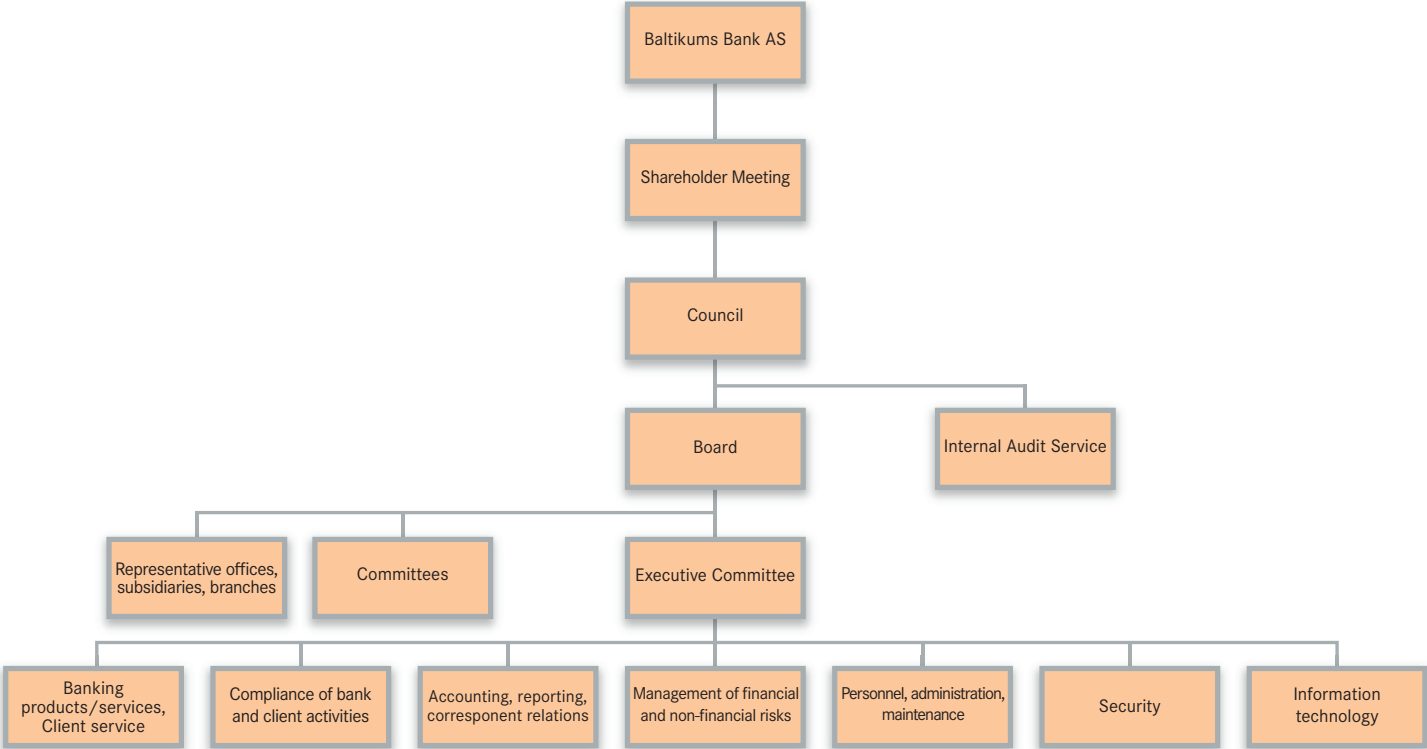 Baltikums Bank AS
Shareholder Meeting
Council
Board
Internal Audit Service
Representative offices,
subsidiaries, branches
Committees
Executive Committee
Banking
products/services,
Client service
Compliance of bank
and client activities
Accounting, reporting,
corresponent relations
Management of financial
and non-financial risks
Personnel, administration,
maintenance
Security
Information
technology